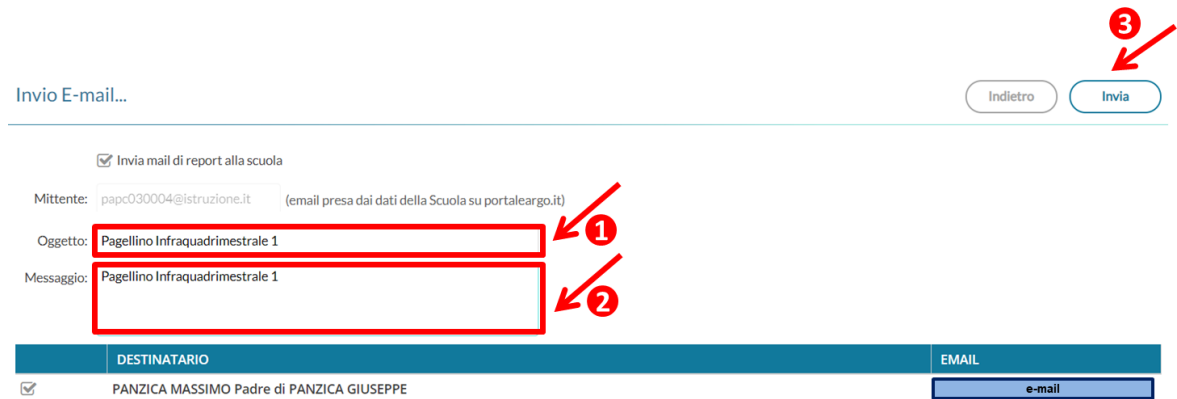 3
Invio E-mail...
Indietro
Invia
Invia mail di report alla scuola
Mittente: papc030004@istruzione.it (email presa dai dati della Scuola su portaleargo.it)
Oggetto: Pagellino Infraquadrimestrale 1
1
Messaggio: Pagellino Infraquadrimestrale 1
2
DESTINATARIO EMAIL
PANZICA MASSIMO Padre di PANZICA GIUSEPPE e-mail